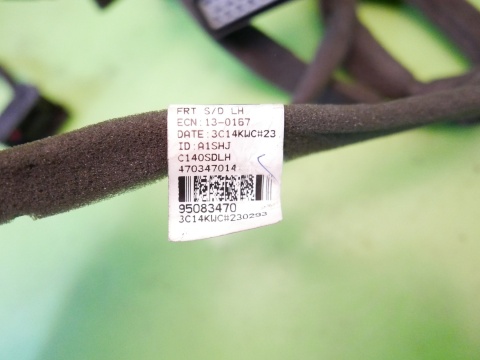 FRT S/D LH
ECN:13-0167
DATE:3C14KWC#23
ID:A1SHJ
C140SDLH
470347014
95083470
3C14KWC#230293